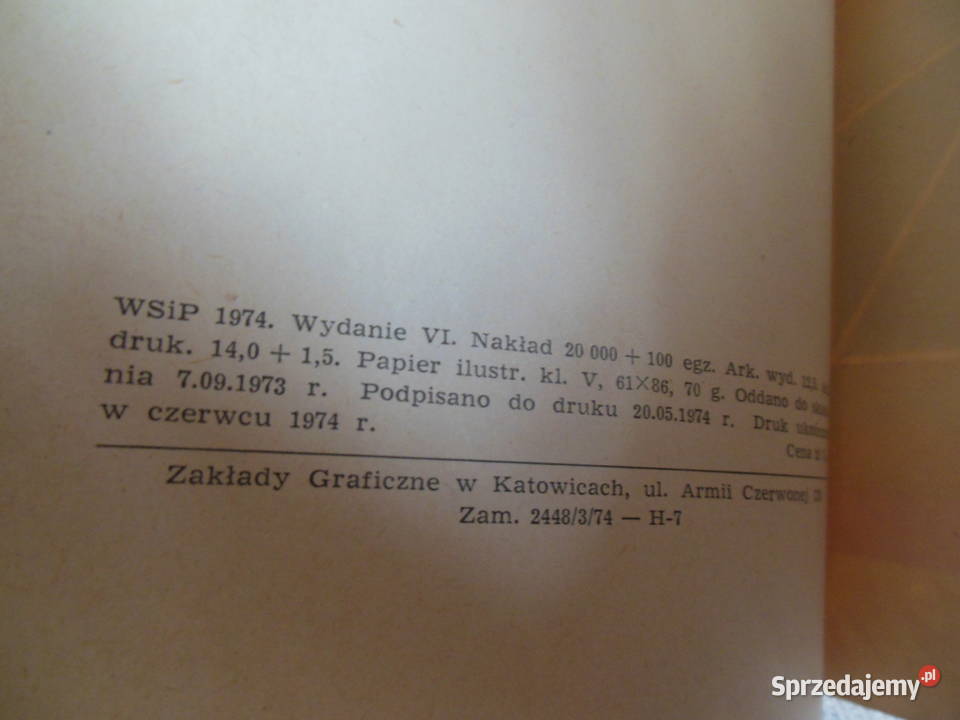 WSiP 1974. Wydanie VI. Nakład 20 000 + 100 egz. Ark. wyd.
druk. 14,0 + 1,5. Papier ilustr. kl. V, 61×86, 70 g. Oddano do
nia 7.09.1973 r. Podpisano do druku 20.05.1974 r. Druk
w czerwcu 1974 r. Cena
Zakłady Graficzne w Katowicach, ul. Armii Czerwonej
Zam. 2448/3/74 — H-7
Sprzedajemy.pl